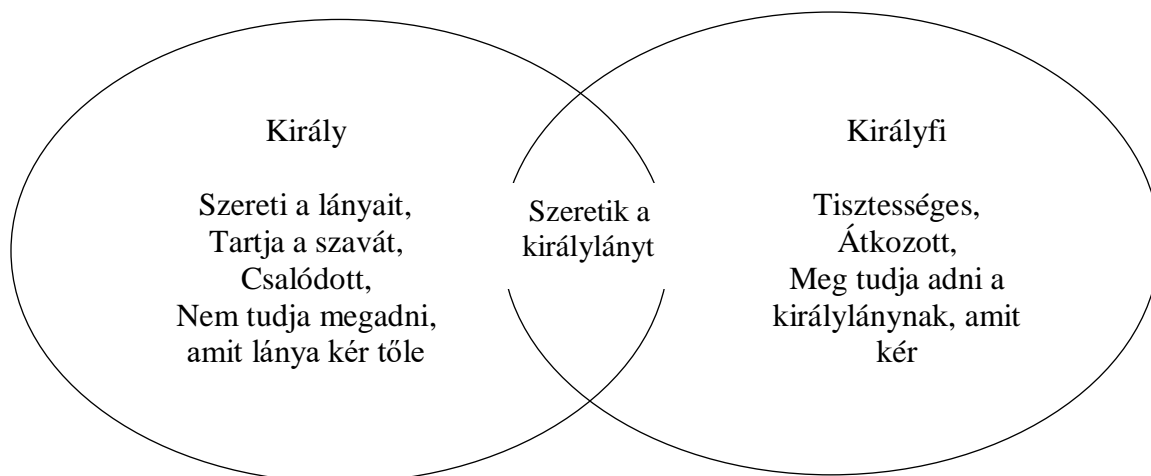 Király
Szereti a lányait,
Tartja a szavát,
Csalódott,
Nem tudja megadni,
amit lánya kér tőle
Szeretik a
királylányt
Királyfi
Tisztességes,
Átkozott,
Meg tudja adni a
királylánynak, amit
kér